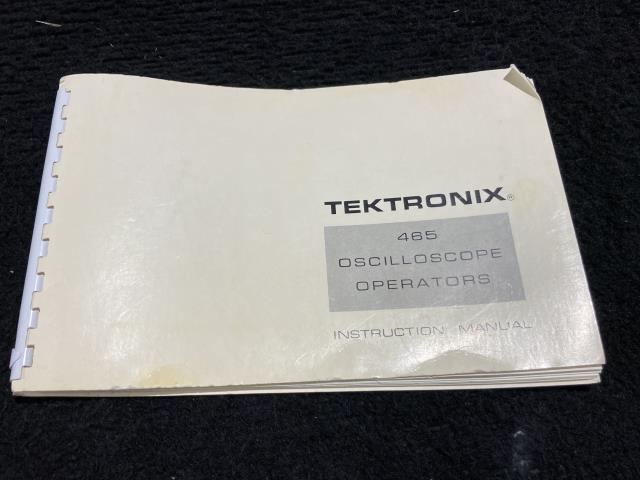 TEKTRONIX®
465
OSCILLOSCOPE
OPERATORS
INSTRUCTION MANUAL